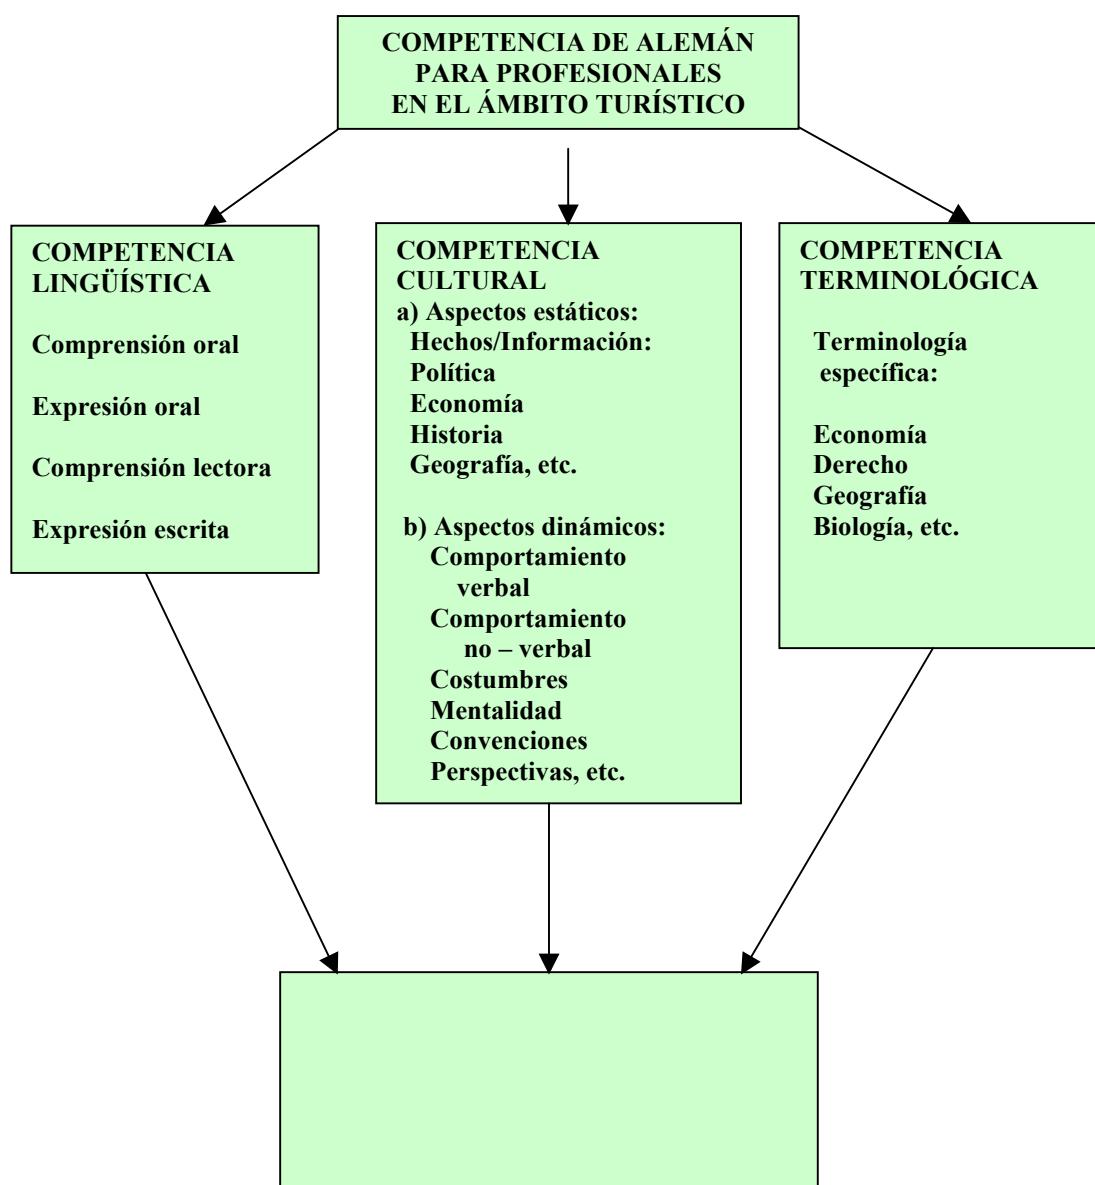 COMPETENCIA DE ALEMÁN
PARA PROFESIONALES
EN EL ÁMBITO TURÍSTICO
COMPETENCIA
LINGÜÍSTICA
Comprensión oral
Expresión oral
Comprensión lectora
Expresión escrita
COMPETENCIA
CULTURAL
a) Aspectos estáticos:
Hechos/Información:
Política
Economía
Historia
Geografía, etc.
b) Aspectos dinámicos:
Comportamiento
verbal
Comportamiento
no – verbal
Costumbres
Mentalidad
Convenciones
Perspectivas, etc.
COMPETENCIA
TERMINOLÓGICA
Terminología
específica:
Economía
Derecho
Geografía
Biología, etc.